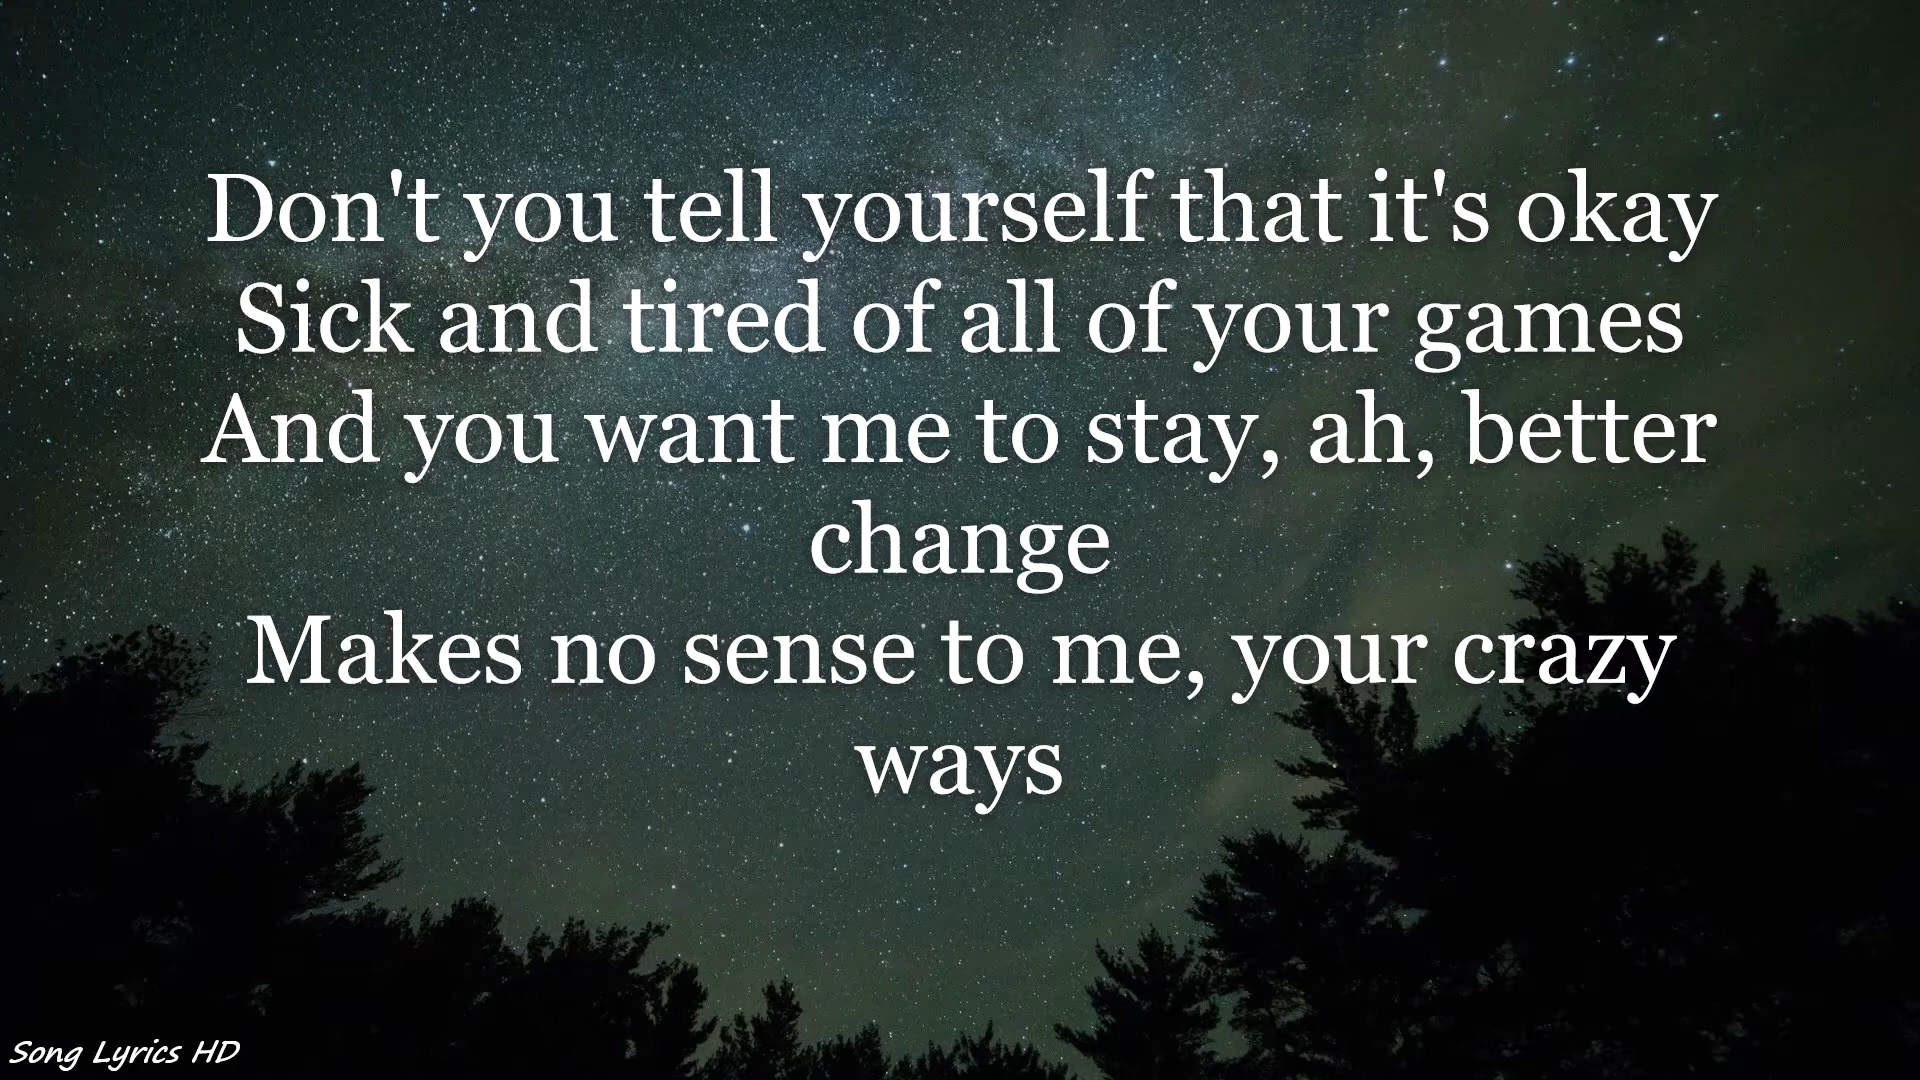 Don't you tell yourself that it's okay
Sick and tired of all of your games
And you want me to stay, ah, better
change
Makes no sense to me, your crazy
ways
Song Lyrics HD